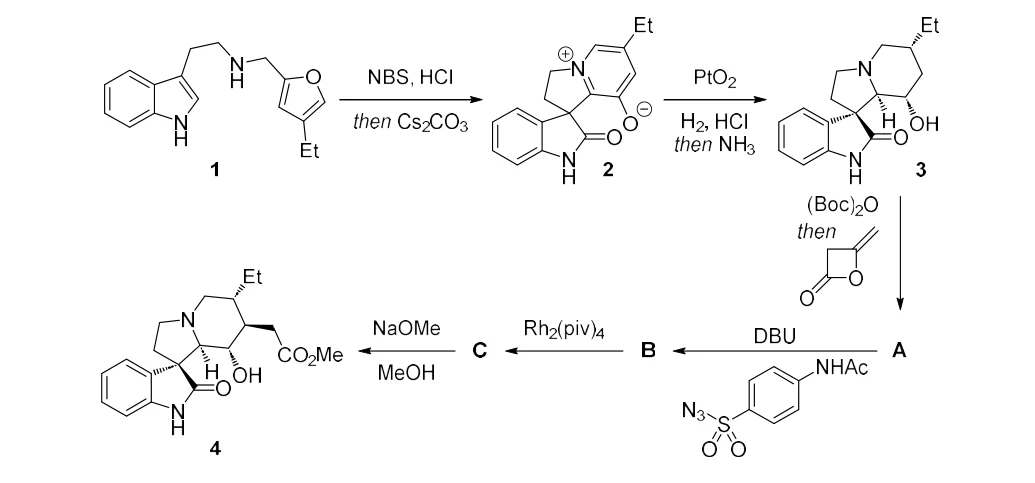 Et
H
N
O
N
H
Et
1
NBS, HCl
then Cs₂CO₃
Et
N⁺
O⊖
O
N
H
2
PtO₂
H₂, HCl
then NH₃
Et
N
H
OH
O
N
H
3
(Boc)₂O
then
O
O
A
DBU
NHAc
N₃
S
O O
B
Rh₂(piv)₄
C
NaOMe
MeOH
Et
N
H
OH
CO₂Me
O
N
H
4